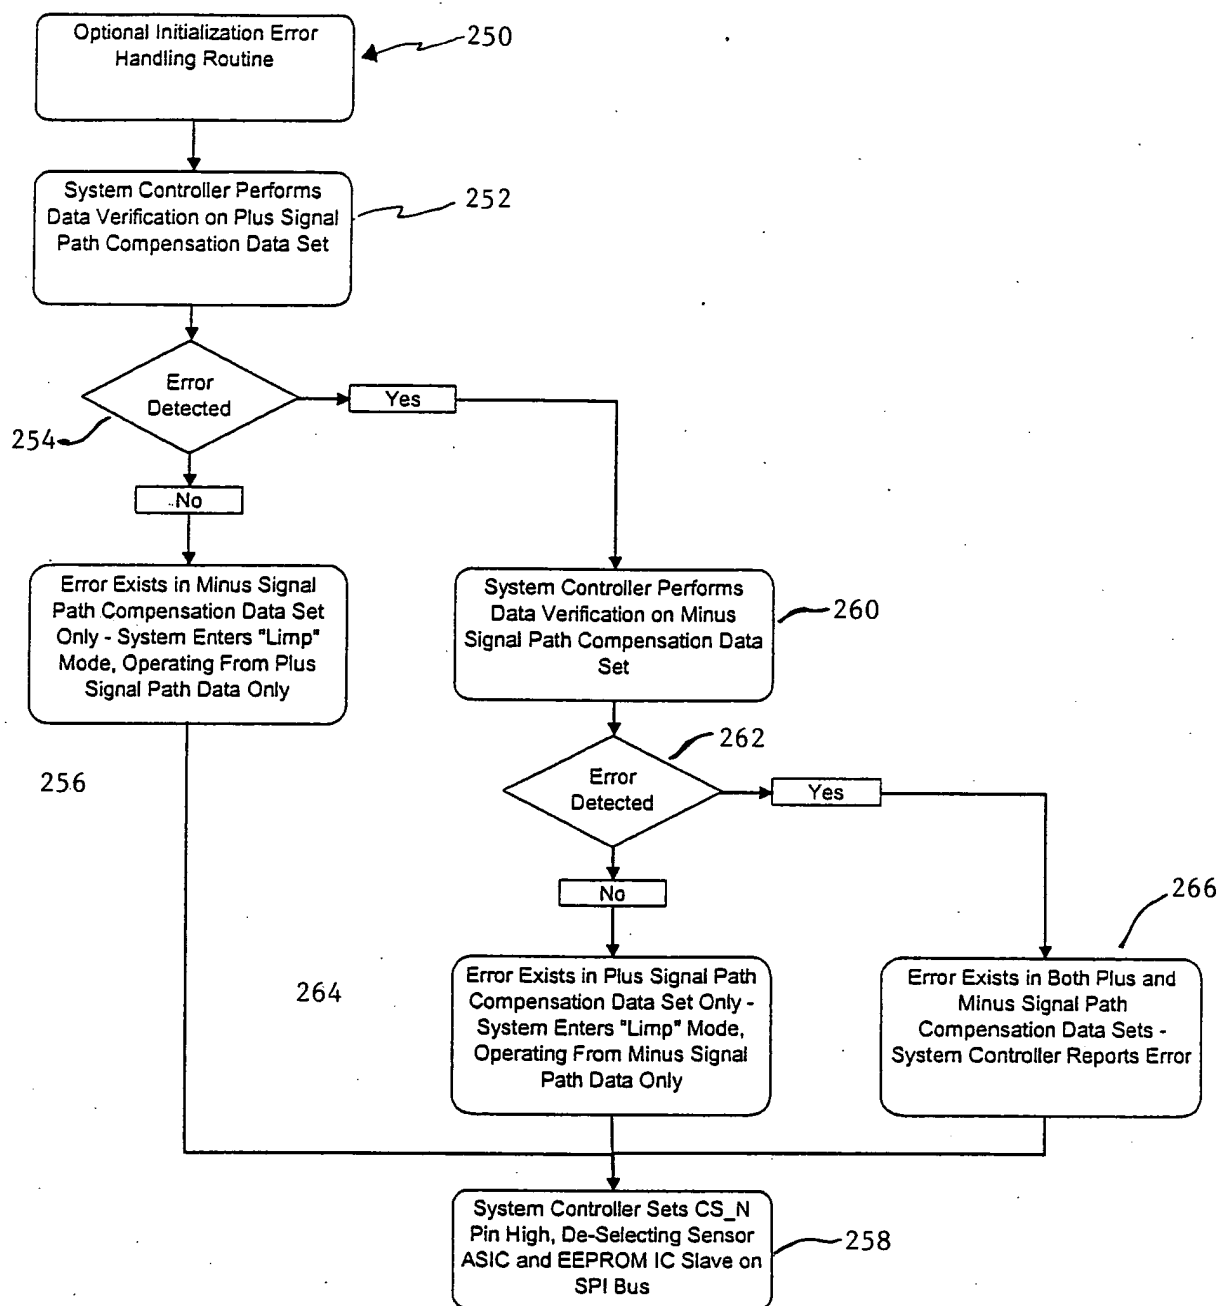 Optional Initialization Error
Handling Routine
250
System Controller Performs
Data Verification on Plus Signal
Path Compensation Data Set
252
Error
Detected
Yes
254
No
Error Exists in Minus Signal
Path Compensation Data Set
Only - System Enters "Limp"
Mode, Operating From Plus
Signal Path Data Only
256
System Controller Performs
Data Verification on Minus
Signal Path Compensation Data
Set
260
262
Error
Detected
Yes
No
264
Error Exists in Plus Signal Path
Compensation Data Set Only -
System Enters "Limp" Mode,
Operating From Minus Signal
Path Data Only
266
Error Exists in Both Plus and
Minus Signal Path
Compensation Data Sets -
System Controller Reports Error
System Controller Sets CS_N
Pin High, De-Selecting Sensor
ASIC and EEPROM IC Slave on
SPI Bus
258